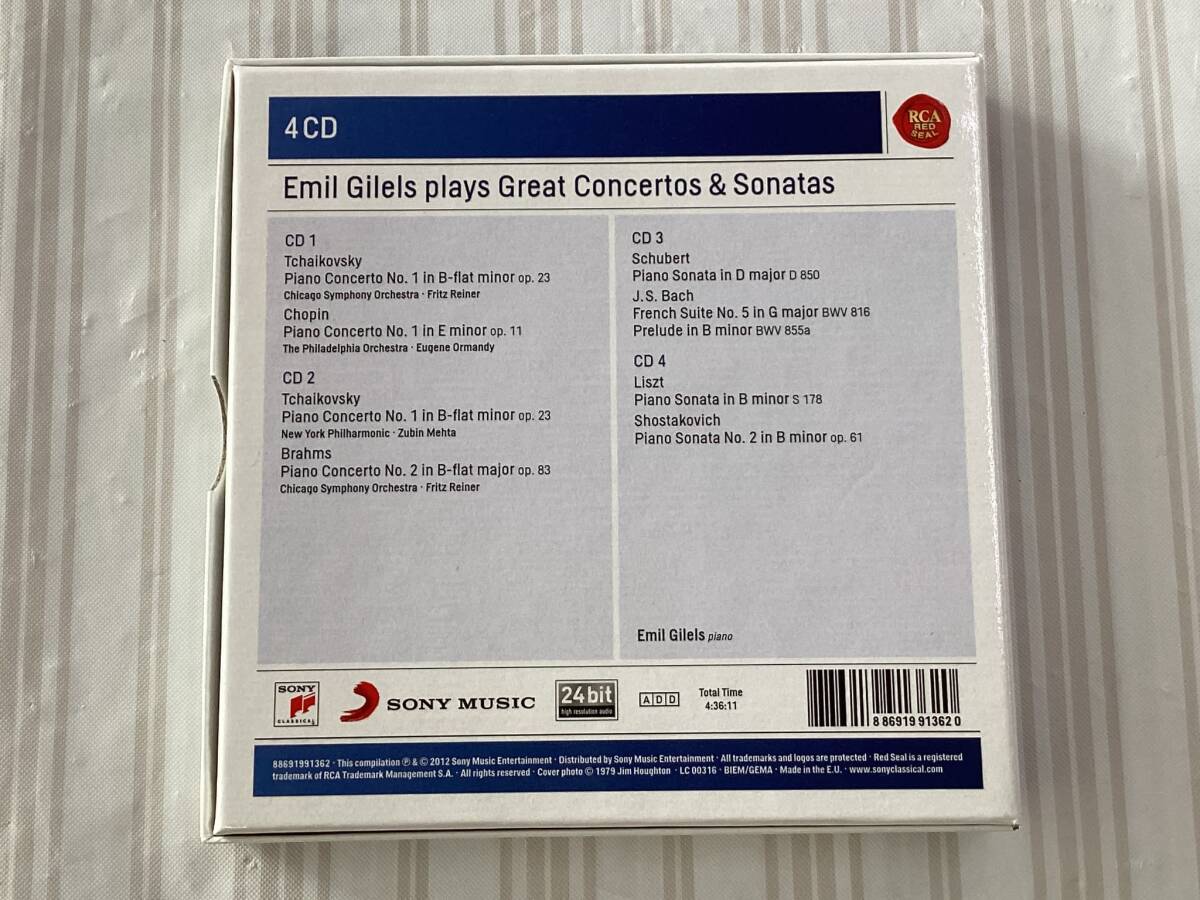 4 CD
RCA
RED
SEAL
Emil Gilels plays Great Concertos & Sonatas
CD 1
Tchaikovsky
Piano Concerto No. 1 in B-flat minor op. 23
Chicago Symphony Orchestra · Fritz Reiner
Chopin
Piano Concerto No. 1 in E minor op. 11
The Philadelphia Orchestra · Eugene Ormandy
CD 2
Tchaikovsky
Piano Concerto No. 1 in B-flat minor op. 23
New York Philharmonic · Zubin Mehta
Brahms
Piano Concerto No. 2 in B-flat major op. 83
Chicago Symphony Orchestra · Fritz Reiner
CD 3
Schubert
Piano Sonata in D major D 850
J.S. Bach
French Suite No. 5 in G major BWV 816
Prelude in B minor BWV 855a
CD 4
Liszt
Piano Sonata in B minor S 178
Shostakovich
Piano Sonata No. 2 in B minor op. 61
Emil Gilels piano
SONY
CLASSICAL
SONY MUSIC
24 bit
high resolution audio
A D D
Total Time
4:36:11
8 86919 91362 0
88691991362 · This compilation ℗ & © 2012 Sony Music Entertainment · Distributed by Sony Music Entertainment · All trademarks and logos are protected · Red Seal is a registered
trademark of RCA Trademark Management S.A. · All rights reserved · Cover photo © 1979 Jim Houghton · LC 00316 · BIEM/GEMA · Made in the E.U. · www.sonyclassical.com